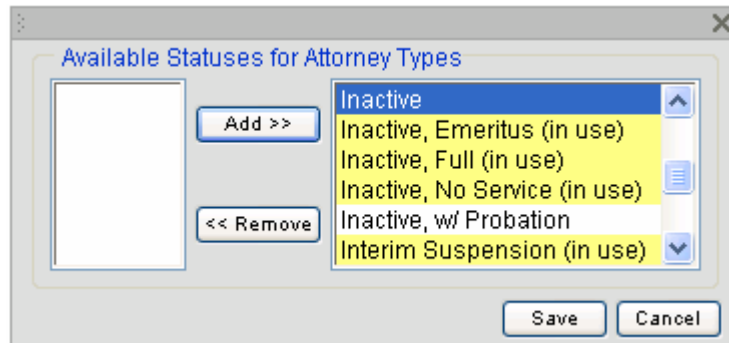 Available Statuses for Attorney Types
Add >>
<< Remove
Inactive
Inactive, Emeritus (in use)
Inactive, Full (in use)
Inactive, No Service (in use)
Inactive, w/ Probation
Interim Suspension (in use)
Save
Cancel